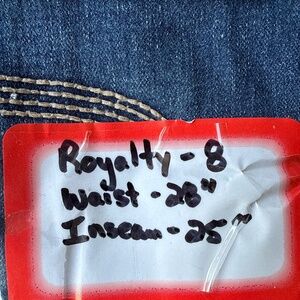 Royalty - 8
Waist - 28"
Inseam - 25"